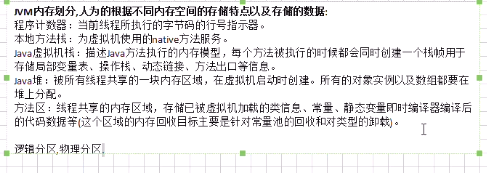 JVM内存划分,人为的根据不同内存空间的存储特点以及存储的数据:
程序计数器：当前线程所执行的字节码的行号指示器。
本地方法栈：为虚拟机使用的native方法服务。
Java虚拟机栈：描述Java方法执行的内存模型，每个方法被执行的时候都会同时创建一个栈帧用于
存储局部变量表、操作栈、动态链接、方法出口等信息。
Java堆：被所有线程共享的一块内存区域，在虚拟机启动时创建。所有的对象实例以及数组都要在
堆上分配。
方法区：线程共享的内存区域，存储已被虚拟机加载的类信息、常量、静态变量即时编译器编译后
的代码数据等(这个区域的内存回收目标主要是针对常量池的回收和对类型的卸载)。
逻辑分区,物理分区.